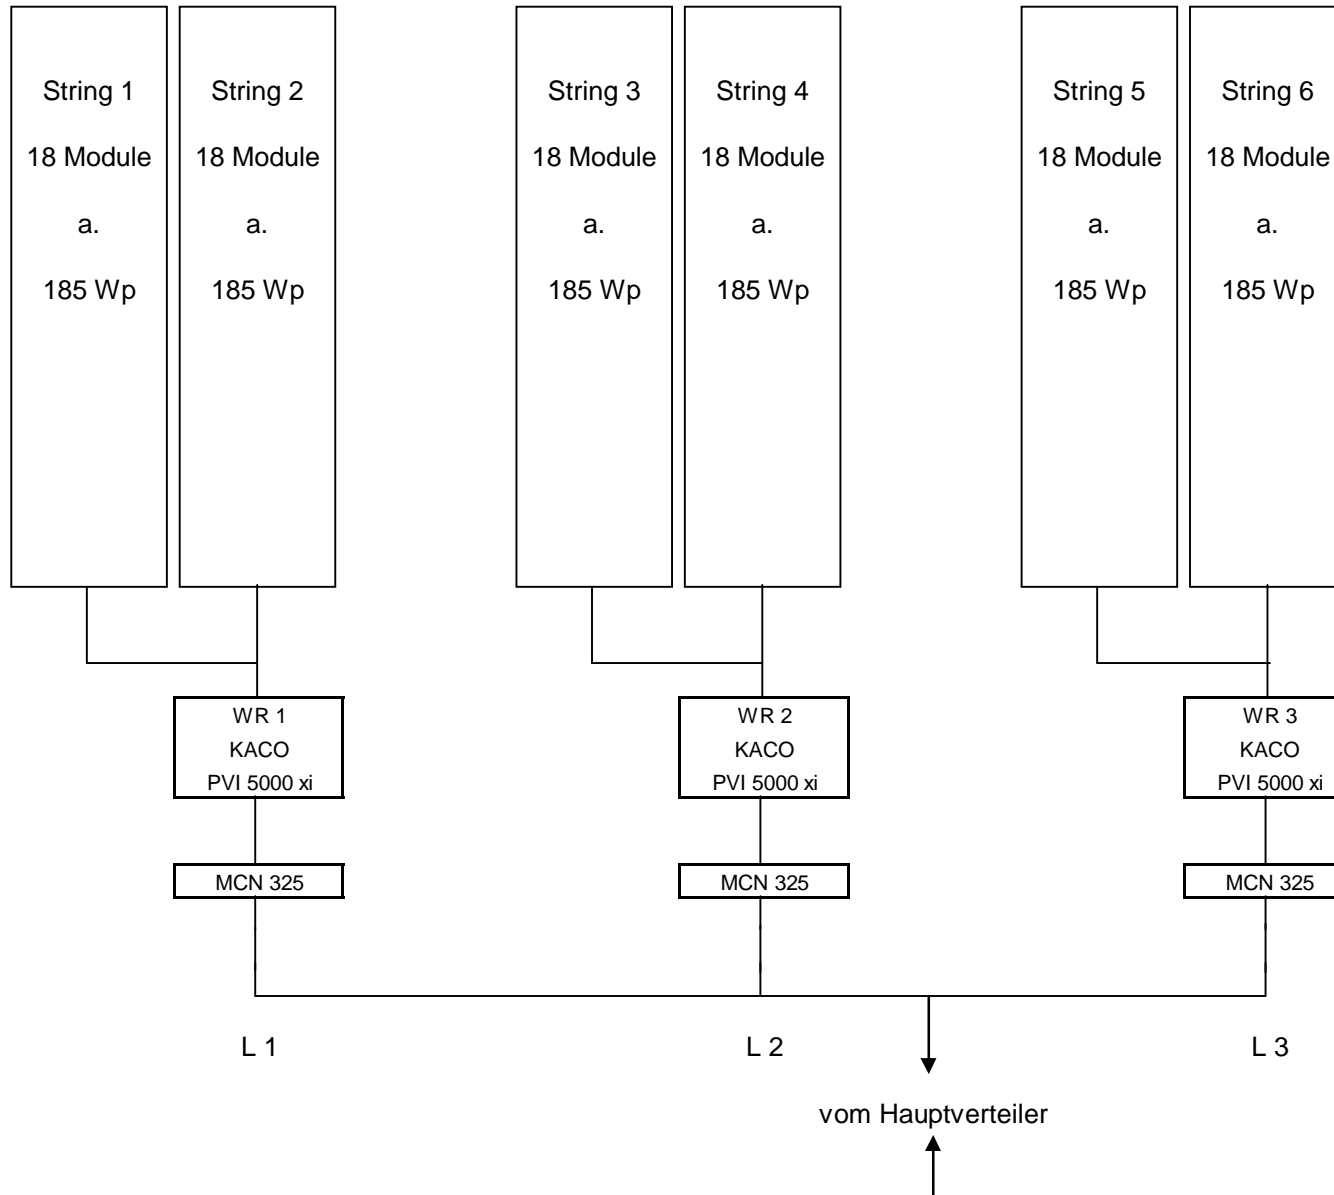 String 1
18 Module
a.
185 Wp
String 2
18 Module
a.
185 Wp
String 3
18 Module
a.
185 Wp
String 4
18 Module
a.
185 Wp
String 5
18 Module
a.
185 Wp
String 6
18 Module
a.
185 Wp
WR 1
KACO
PVI 5000 xi
WR 2
KACO
PVI 5000 xi
WR 3
KACO
PVI 5000 xi
MCN 325
MCN 325
MCN 325
L 1
L 2
L 3
vom Hauptverteiler